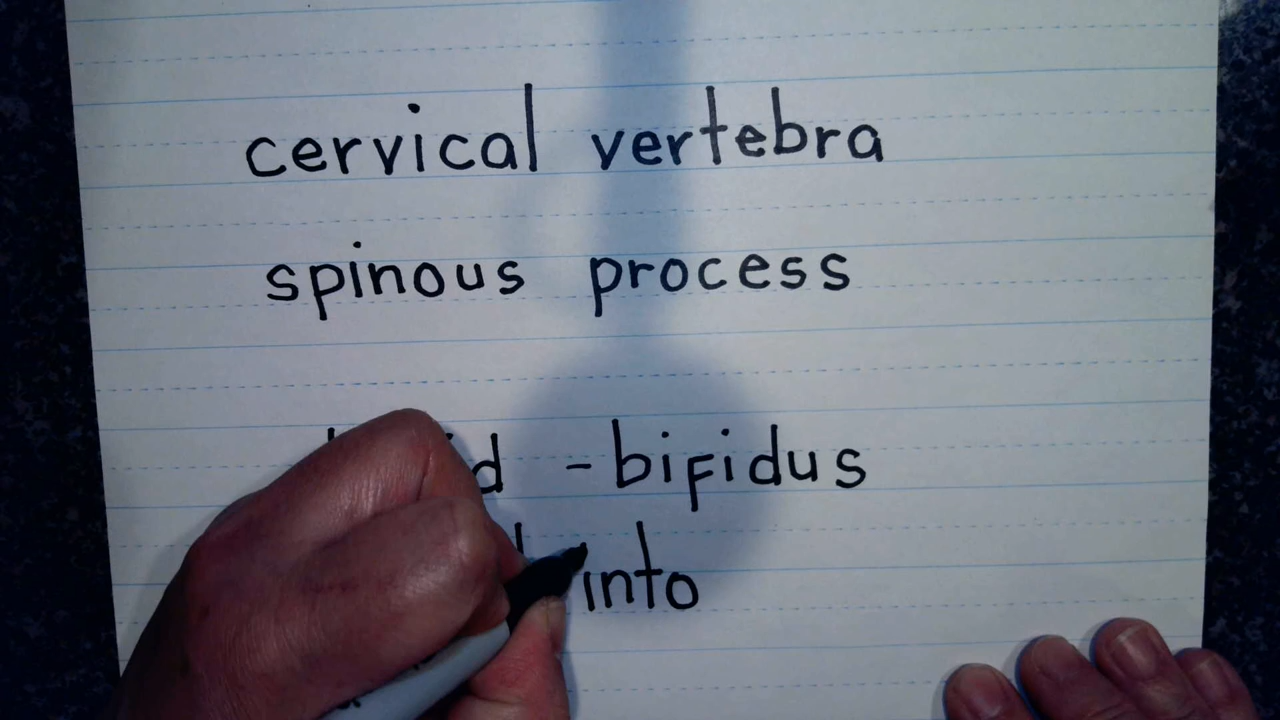 cervical vertebra
spinous process
-bifidus
into